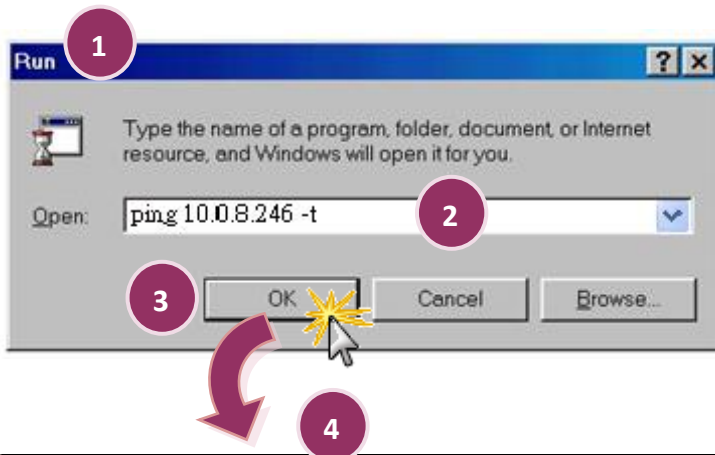 1
Run
Type the name of a program, folder, document, or Internet
resource, and Windows will open it for you.
Open:
ping 10.0.8.246 -t
2
3
OK
Cancel
Browse...
4